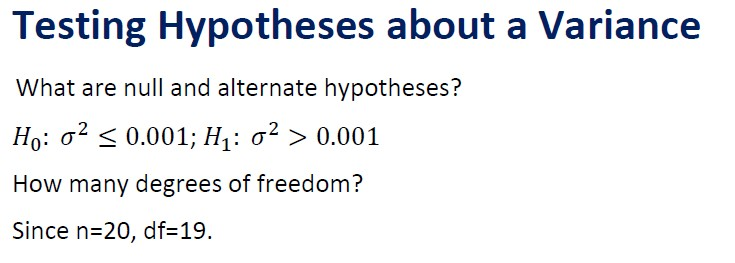 Testing Hypotheses about a Variance
What are null and alternate hypotheses?
H₀: σ² ≤ 0.001; H₁: σ² > 0.001
How many degrees of freedom?
Since n=20, df=19.